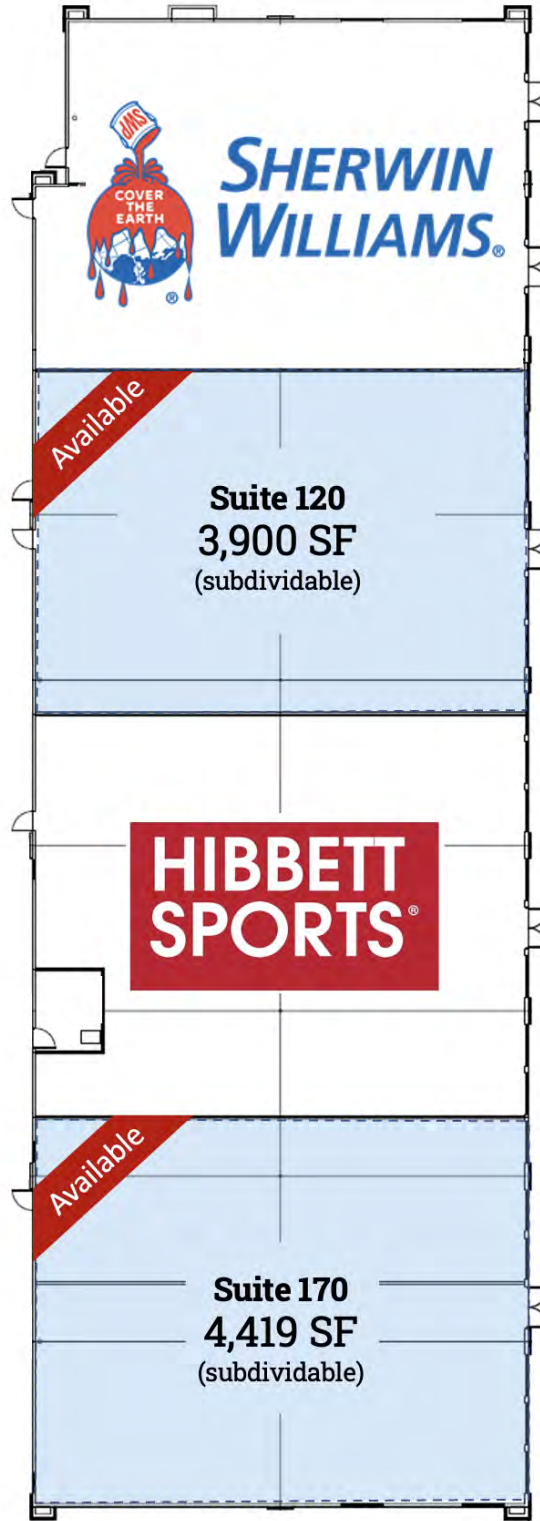 SWP
COVER
THE
EARTH
®
SHERWIN
WILLIAMS®
Available
Suite 120
3,900 SF
(subdividable)
HIBBETT
SPORTS®
Available
Suite 170
4,419 SF
(subdividable)